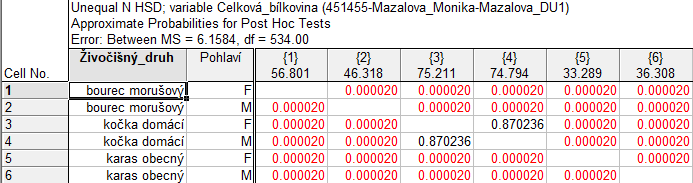 Unequal N HSD; variable Celková_bílkovina (451455-Mazalova_Monika-Mazalova_DU1)
Approximate Probabilities for Post Hoc Tests
Error: Between MS = 6.1584, df = 534.00
Cell No. Živočišný_druh Pohlaví {1} 56.801 {2} 46.318 {3} 75.211 {4} 74.794 {5} 33.289 {6} 36.308
1 bourec morušový F 0.000020 0.000020 0.000020 0.000020 0.000020
2 bourec morušový M 0.000020 0.000020 0.000020 0.000020 0.000020
3 kočka domácí F 0.000020 0.000020 0.870236 0.000020 0.000020
4 kočka domácí M 0.000020 0.000020 0.870236 0.000020 0.000020
5 karas obecný F 0.000020 0.000020 0.000020 0.000020 0.000020
6 karas obecný M 0.000020 0.000020 0.000020 0.000020 0.000020